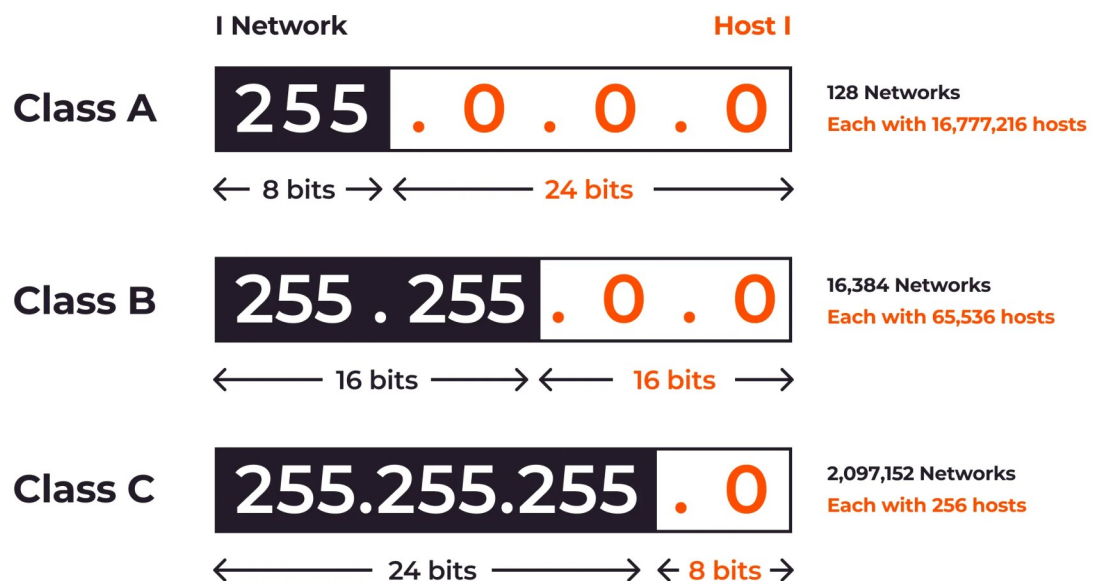 I Network Host I
Class A 255 . 0 . 0 . 0 128 Networks
Each with 16,777,216 hosts
8 bits 24 bits
Class B 255 . 255 . 0 . 0 16,384 Networks
Each with 65,536 hosts
16 bits 16 bits
Class C 255.255.255 . 0 2,097,152 Networks
Each with 256 hosts
24 bits 8 bits